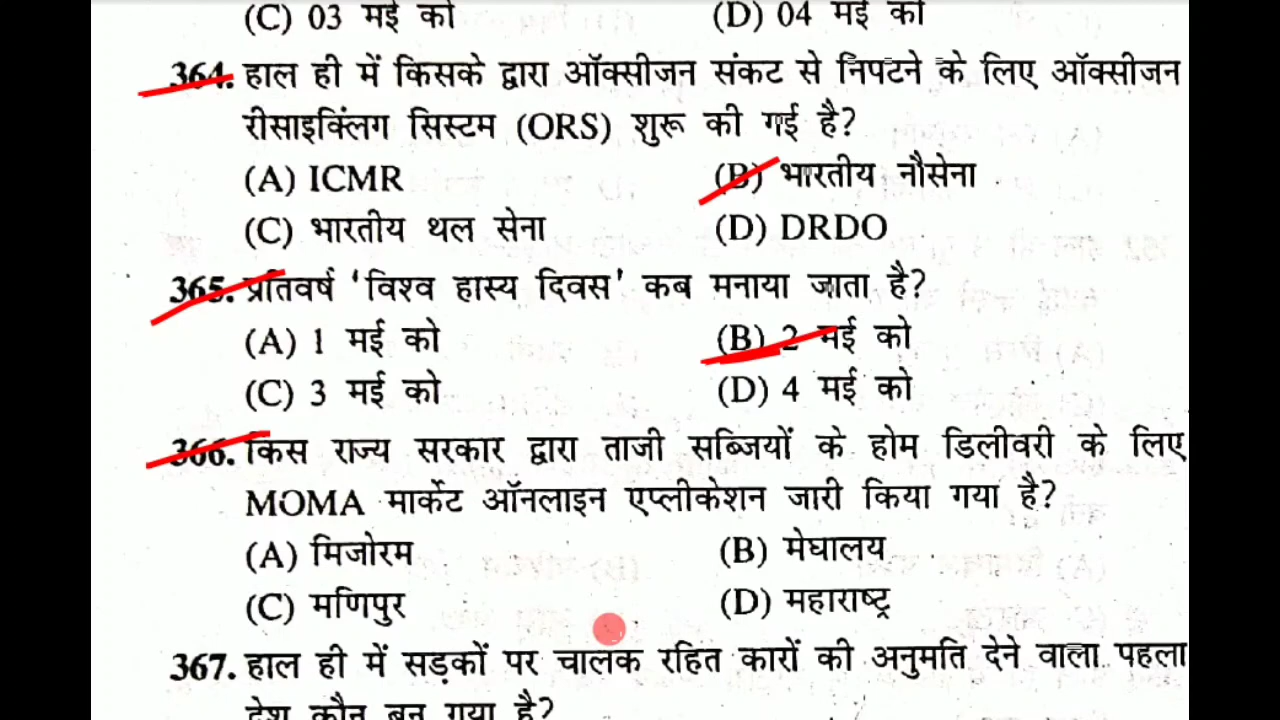 (C) 03 मई को (D) 04 मई को
364. हाल ही में किसके द्वारा ऑक्सीजन संकट से निपटने के लिए ऑक्सीजन
रीसाइक्लिंग सिस्टम (ORS) शुरू की गई है?
(A) ICMR (B) भारतीय नौसेना
(C) भारतीय थल सेना (D) DRDO
365. प्रतिवर्ष 'विश्व हास्य दिवस' कब मनाया जाता है?
(A) 1 मई को (B) 2 मई को
(C) 3 मई को (D) 4 मई को
366. किस राज्य सरकार द्वारा ताजी सब्जियों के होम डिलीवरी के लिए
MOMA मार्केट ऑनलाइन एप्लीकेशन जारी किया गया है?
(A) मिजोरम (B) मेघालय
(C) मणिपुर (D) महाराष्ट्र
367. हाल ही में सड़कों पर चालक रहित कारों की अनुमति देने वाला पहला
देश कौन बन गया है?